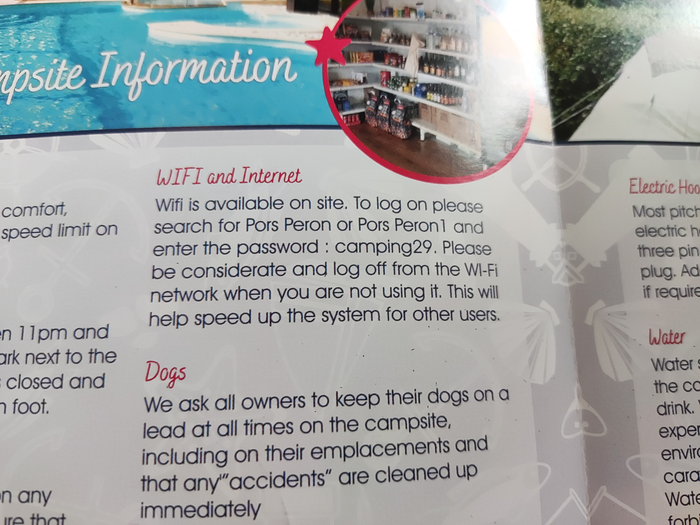 mpsite Information
comfort,
speed limit on
n 11pm and
ark next to the
closed and
foot.
on any
ure that
WIFI and Internet
Wifi is available on site. To log on please
search for Pors Peron or Pors Peron1 and
enter the password : camping29. Please
be considerate and log off from the Wi-Fi
network when you are not using it. This will
help speed up the system for other users.
Dogs
We ask all owners to keep their dogs on a
lead at all times on the campsite,
including on their emplacements and
that any "accidents" are cleaned up
immediately
Electric Hoo
Most pitch
electric h
three pin
plug. Ad
if require
Water
Water s
the co
drink.
exper
enviro
cara
Wate
forb